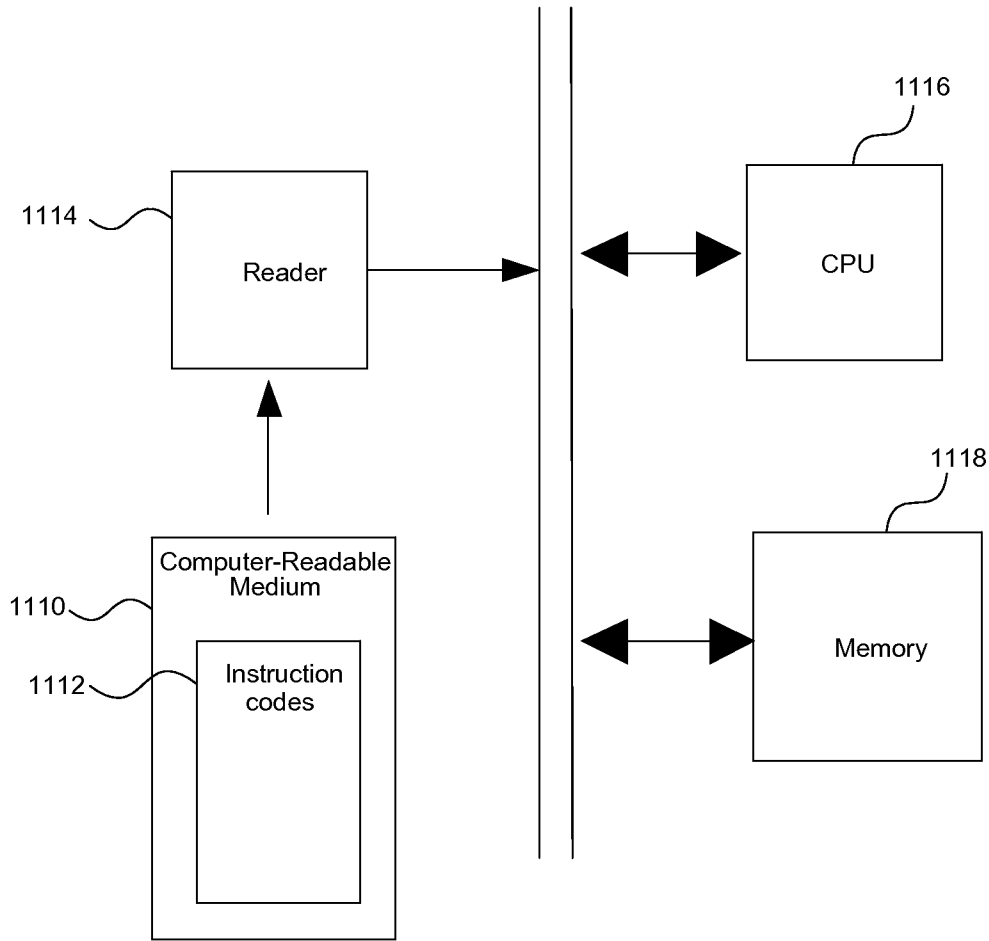 1116
1114
Reader
CPU
1118
Computer-Readable
Medium
1110
Memory
1112
Instruction
codes